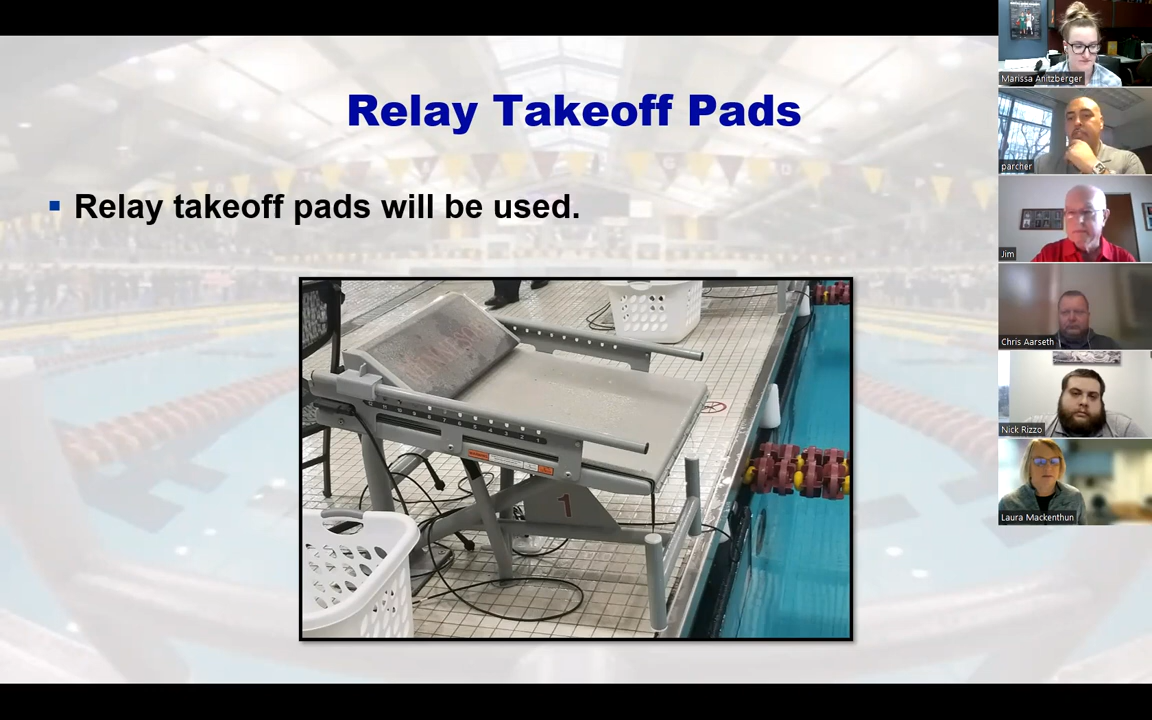 Relay Takeoff Pads
Relay takeoff pads will be used.
1
Marissa Anitzberger
parcher
Jim
Chris Aarseth
Nick Rizzo
Laura Mackenthun